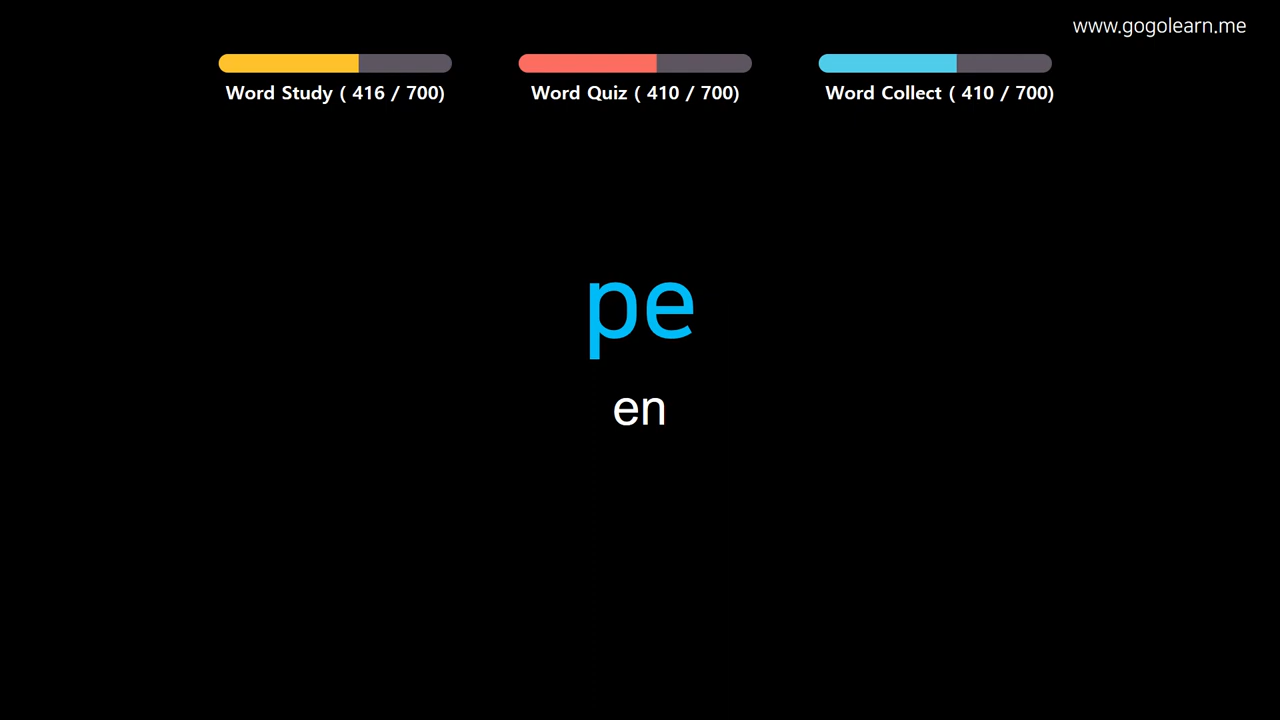 www.gogolearn.me
Word Study ( 416 / 700)
Word Quiz ( 410 / 700)
Word Collect ( 410 / 700)
pe
en